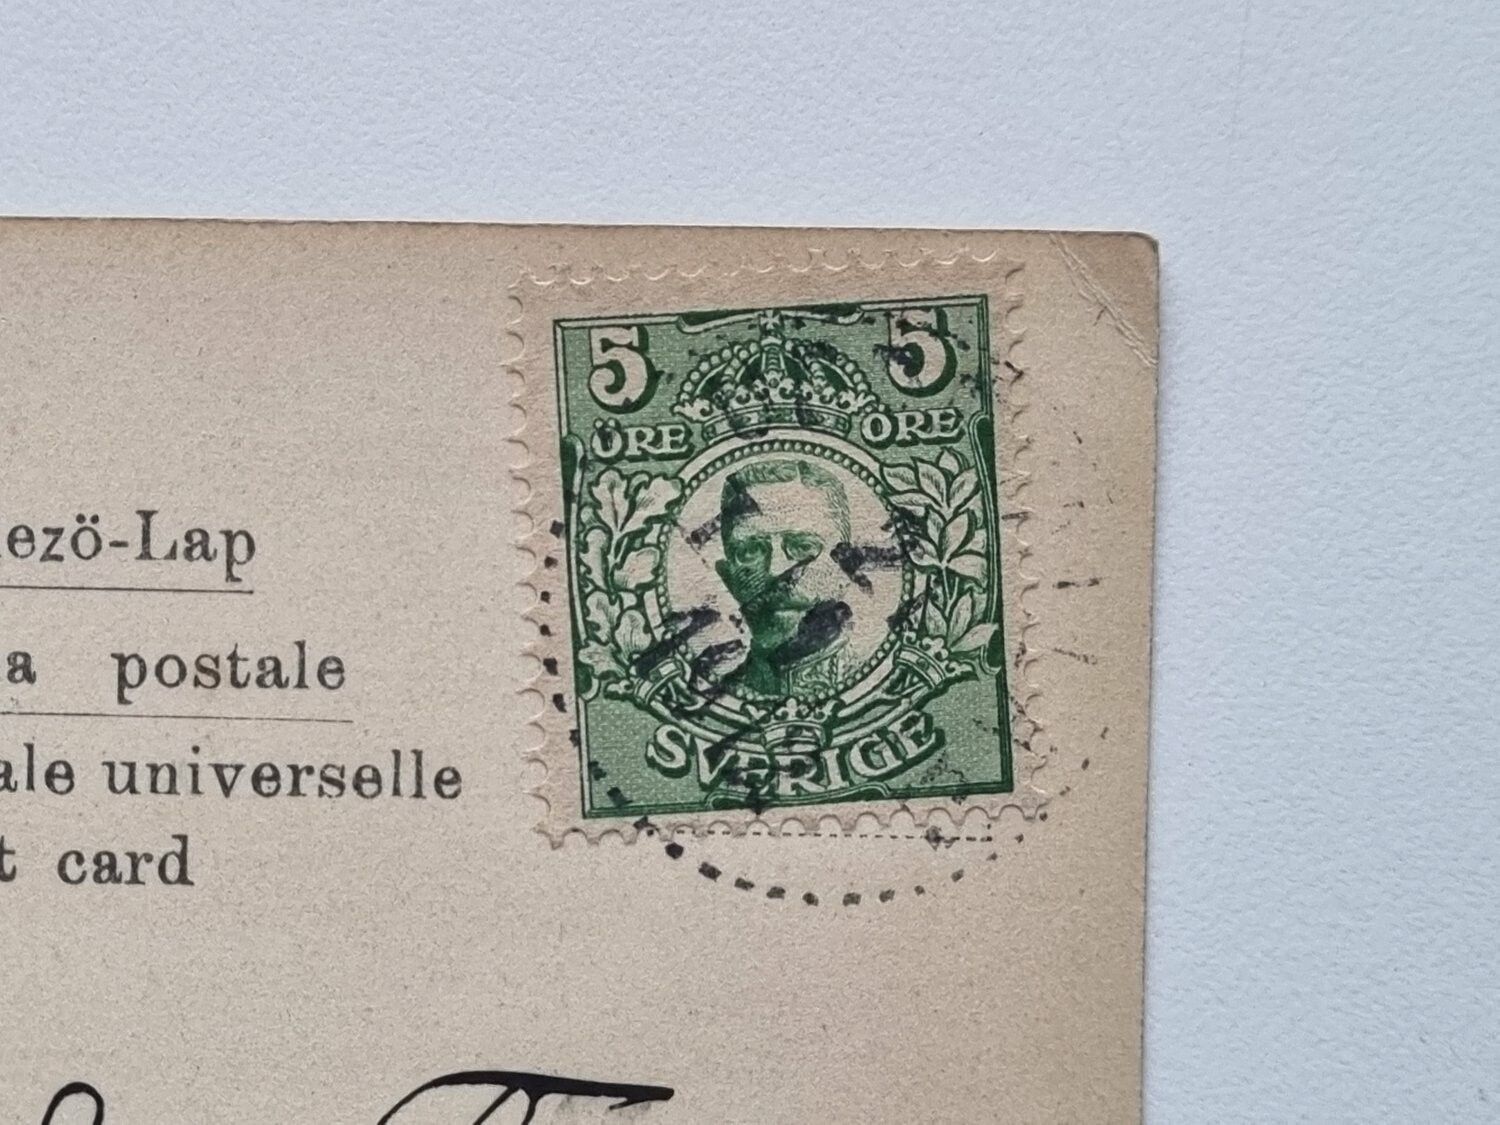 5 5
ÖRE ÖRE
SVERIGE
ezö-Lap
a postale
ale universelle
t card